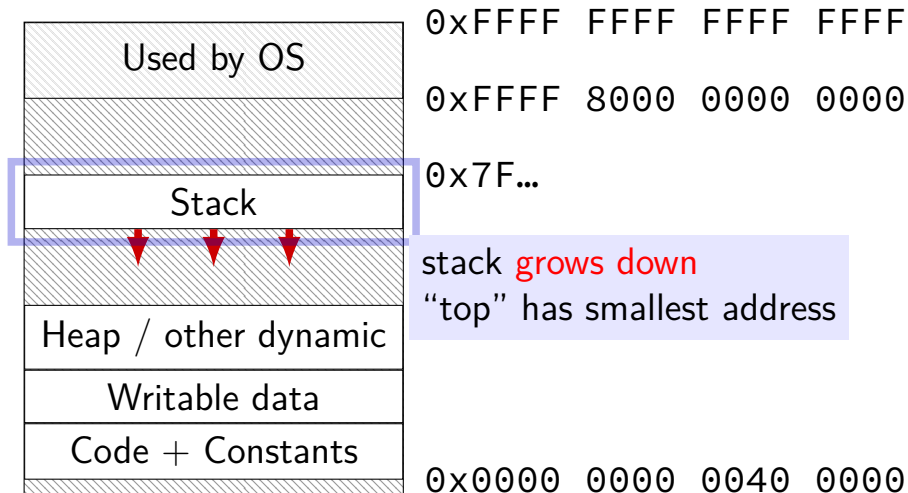 0xFFFF FFFF FFFF FFFF
Used by OS
0xFFFF 8000 0000 0000
0x7F…
Stack
stack grows down
“top” has smallest address
Heap / other dynamic
Writable data
Code + Constants
0x0000 0000 0040 0000